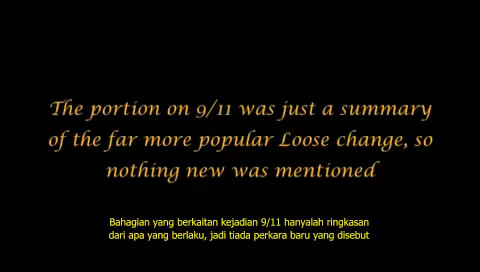 The portion on 9/11 was just a summary
of the far more popular Loose change, so
nothing new was mentioned
Bahagian yang berkaitan kejadian 9/11 hanyalah ringkasan
dari apa yang berlaku, jadi tiada perkara baru yang disebut